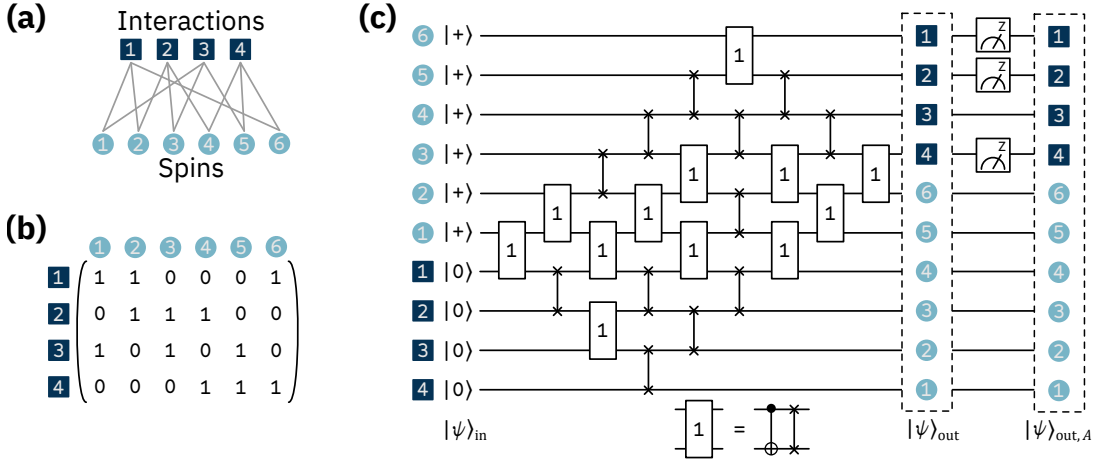 (a)
Interactions
1 2 3 4
1 2 3 4 5 6
Spins
(b)
1 2 3 4 5 6
1 1 1 0 0 0 1
2 0 1 1 1 0 0
3 1 0 1 0 1 0
4 0 0 0 1 1 1
(c)
6 |+⟩ 1 Z 1
1
5 |+⟩ 2 Z 2
4 |+⟩ 3 3
3 |+⟩ 4 Z 4
1 1 1
2 |+⟩ 6 6
1 1 1
1 |+⟩ 5 5
1 1 1 1
1 |0⟩ 4 4
2 |0⟩ 3 3
1
3 |0⟩ 2 2
4 |0⟩ 1 1
|ψ⟩in 1 = |ψ⟩out |ψ⟩out, A